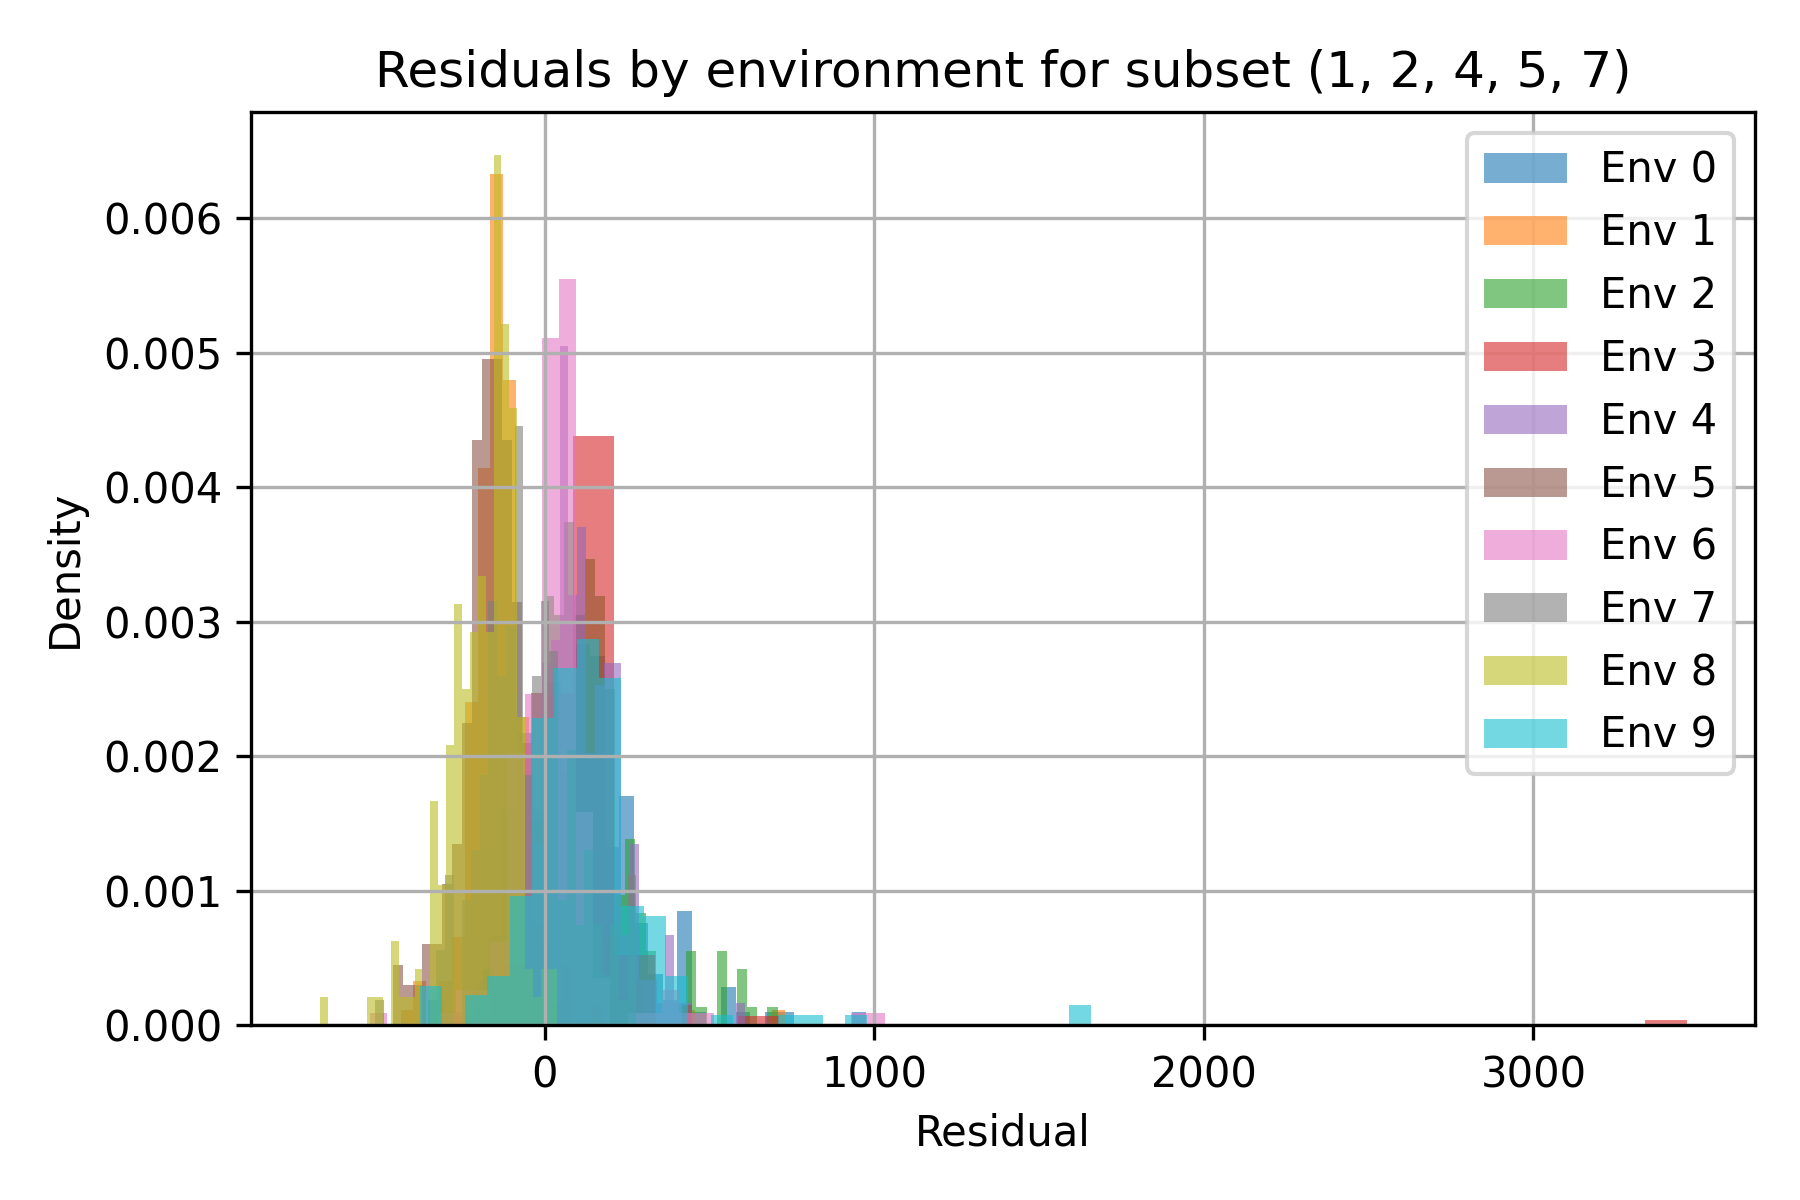 Residuals by environment for subset (1, 2, 4, 5, 7)
Density
0.006
0.005
0.004
0.003
0.002
0.001
0.000
0
1000
2000
3000
Residual
Env 0
Env 1
Env 2
Env 3
Env 4
Env 5
Env 6
Env 7
Env 8
Env 9